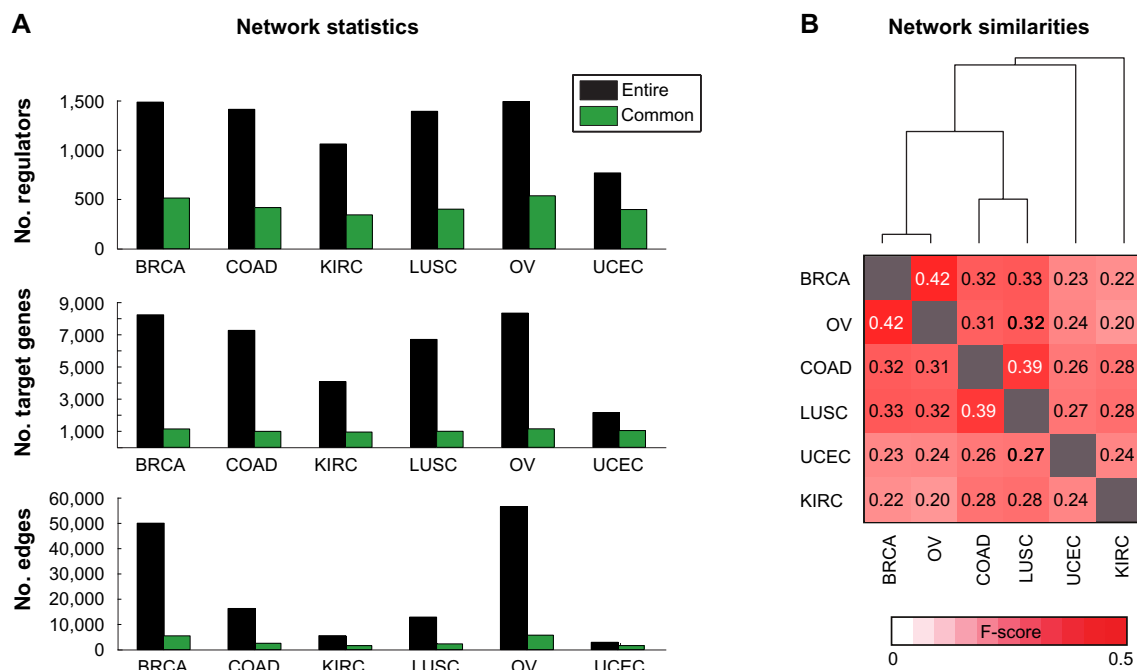 A
Network statistics
No. regulators
1,500
1,000
500
0
Entire
Common
BRCA COAD KIRC LUSC OV UCEC
No. target genes
9,000
7,000
5,000
3,000
1,000
BRCA COAD KIRC LUSC OV UCEC
No. edges
60,000
50,000
40,000
30,000
20,000
10,000
0
BRCA COAD KIRC LUSC OV UCEC
B
Network similarities
BRCA 0.42 0.32 0.33 0.23 0.22
OV 0.42 0.31 0.32 0.24 0.20
COAD 0.32 0.31 0.39 0.26 0.28
LUSC 0.33 0.32 0.39 0.27 0.28
UCEC 0.23 0.24 0.26 0.27 0.24
KIRC 0.22 0.20 0.28 0.28 0.24
BRCA OV COAD LUSC UCEC KIRC
F-score
0 0.5